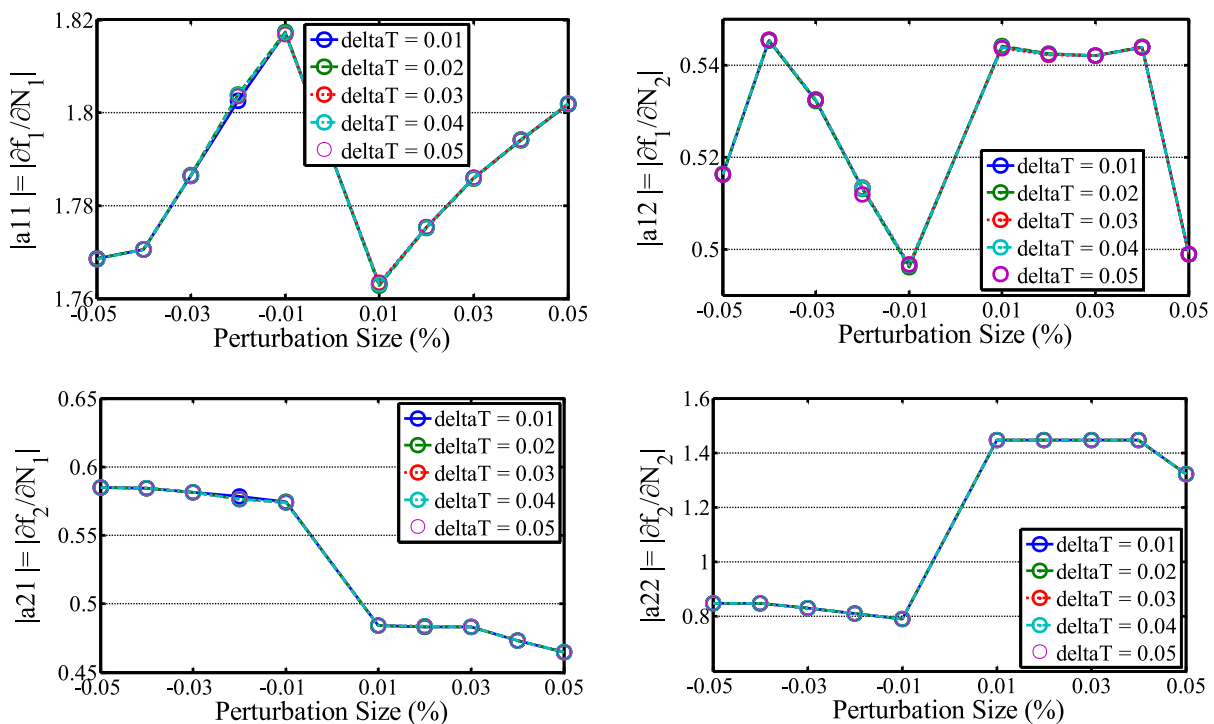 |a11 |= |∂f₁/∂N₁|
1.82
1.8
1.78
1.76
deltaT = 0.01
deltaT = 0.02
deltaT = 0.03
deltaT = 0.04
deltaT = 0.05
-0.05 -0.03 -0.01 0.01 0.03 0.05
Perturbation Size (%)
|a12 |= |∂f₁/∂N₂|
0.54
0.52
0.5
deltaT = 0.01
deltaT = 0.02
deltaT = 0.03
deltaT = 0.04
deltaT = 0.05
-0.05 -0.03 -0.01 0.01 0.03 0.05
Perturbation Size (%)
|a21 |= |∂f₂/∂N₁|
0.65
0.6
0.55
0.5
0.45
deltaT = 0.01
deltaT = 0.02
deltaT = 0.03
deltaT = 0.04
deltaT = 0.05
-0.05 -0.03 -0.01 0.01 0.03 0.05
Perturbation Size (%)
|a22 |= |∂f₂/∂N₂|
1.6
1.4
1.2
1
0.8
deltaT = 0.01
deltaT = 0.02
deltaT = 0.03
deltaT = 0.04
deltaT = 0.05
-0.05 -0.03 -0.01 0.01 0.03 0.05
Perturbation Size (%)